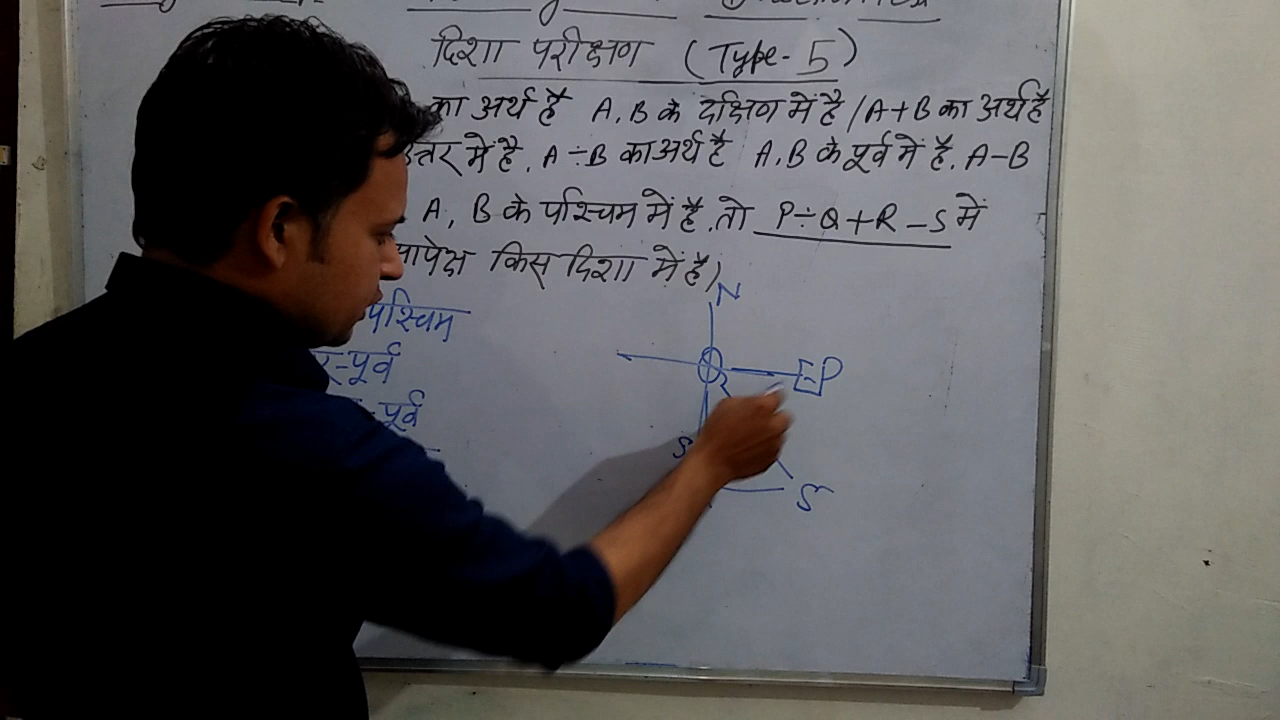 दिशा परीक्षण (Type-5)
का अर्थ है A, B के दक्षिण में है / A+B का अर्थ है
उत्तर में है, A÷B का अर्थ है A, B के पूर्व में है, A-B
A, B के पश्चिम में है, तो P÷Q+R-S में
किस दिशा में है।
पश्चिम
-पूर्व
-पूर्व
N
E P
S
S